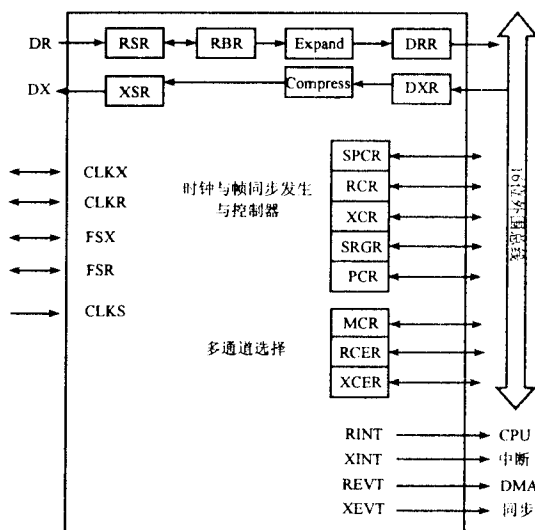 DR RSR RBR Expand DRR
DX XSR Compress DXR
CLKX
CLKR
FSX
FSR
CLKS
时钟与帧同步发生
与控制器
SPCR
RCR
XCR
SRGR
PCR
多通道选择
MCR
RCER
XCER
16位外围总线
RINT CPU
XINT 中断
REVT DMA
XEVT 同步